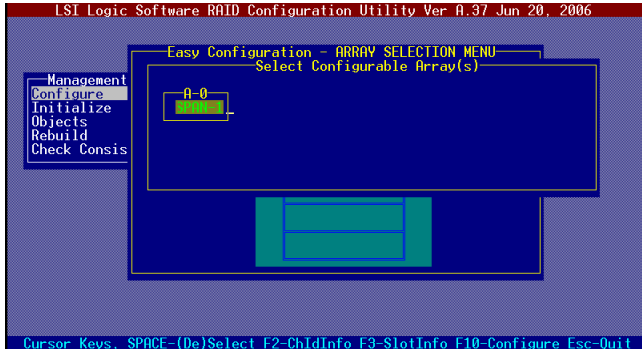 LSI Logic Software RAID Configuration Utility Ver A.37 Jun 20, 2006
Easy Configuration - ARRAY SELECTION MENU
Select Configurable Array(s)
Management
Configure
Initialize
Objects
Rebuild
Check Consis
A-0
SPAN-1
Cursor Keys, SPACE-(De)Select F2-ChIdInfo F3-SlotInfo F10-Configure Esc-Quit